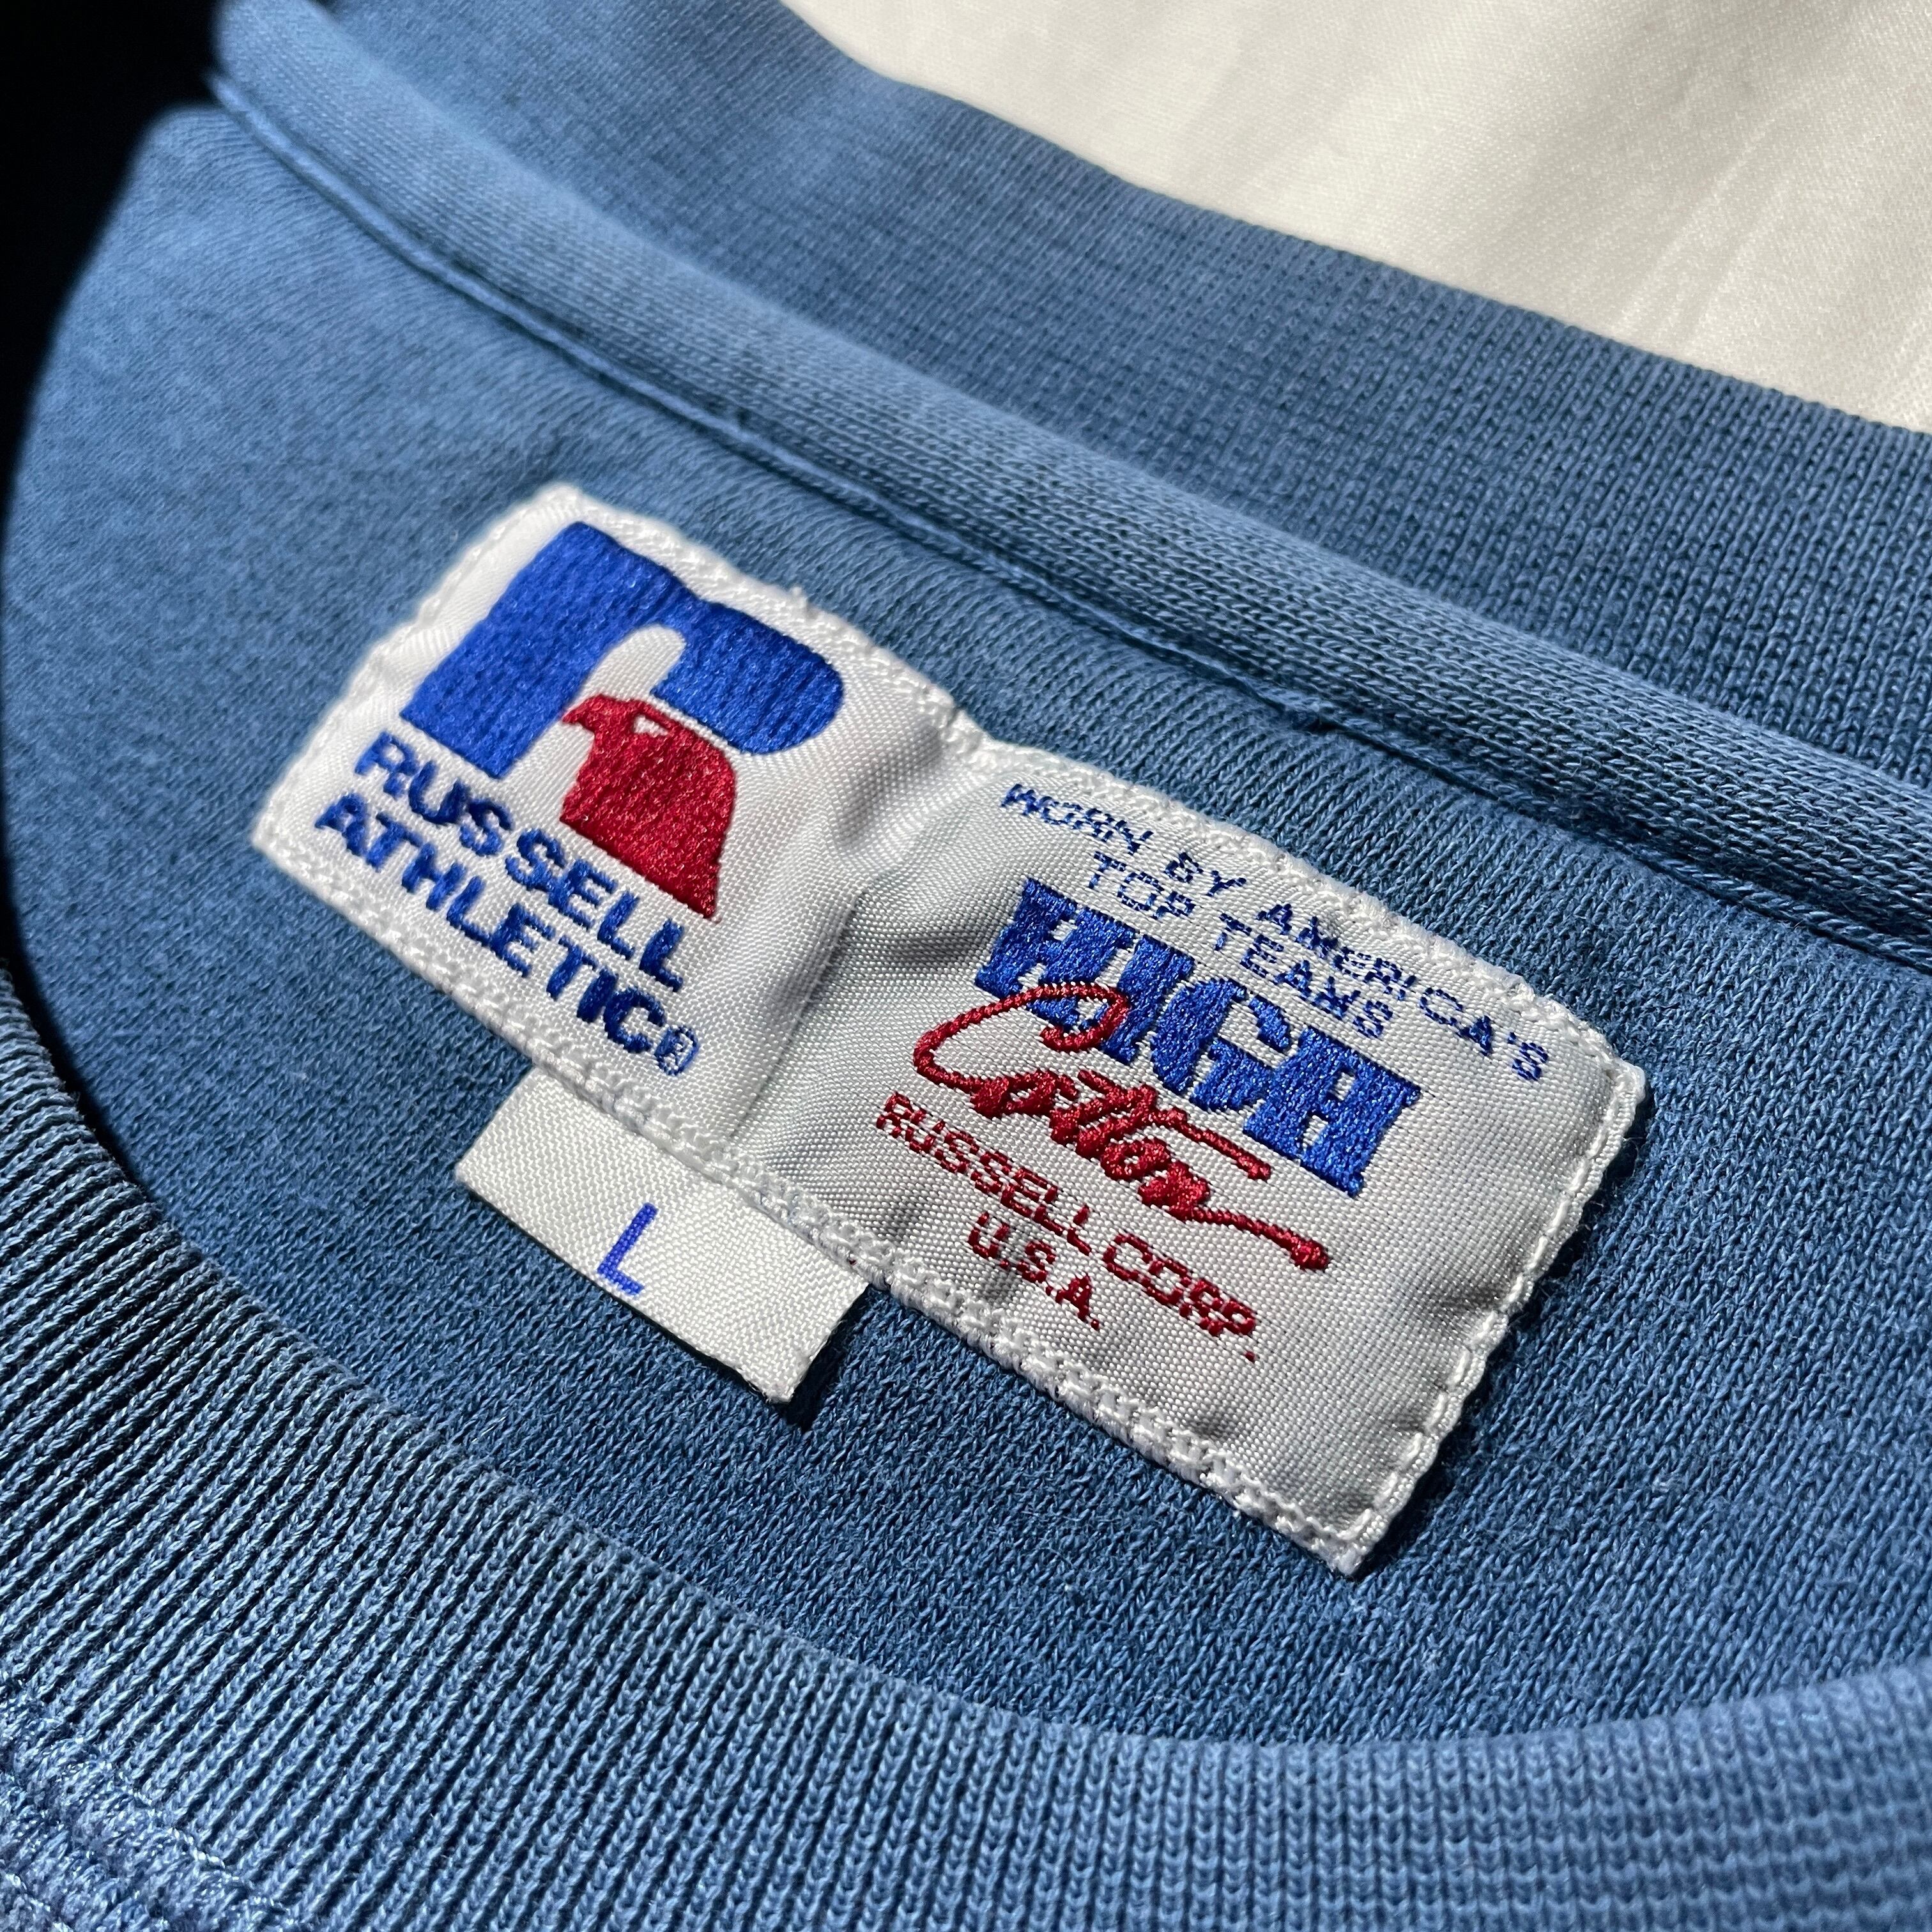 RUSSELL
ATHLETIC®
L
WORN BY AMERICA'S
TOP TEAMS
HIGH
Cotton
RUSSELL CORP.
U.S.A.